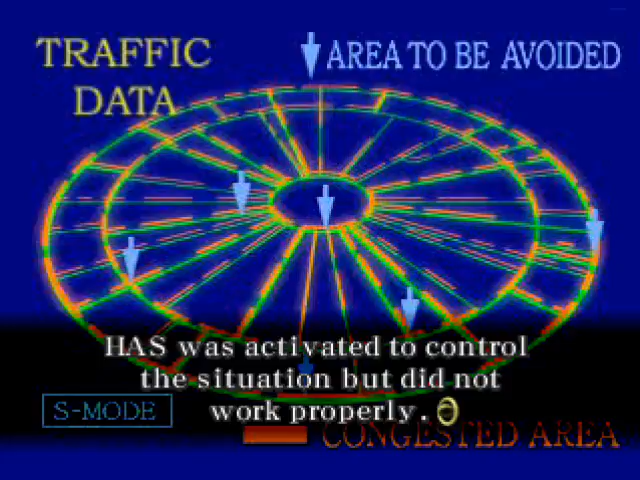 TRAFFIC
DATA
AREA TO BE AVOIDED
HAS was activated to control
the situation but did not
work properly.
S-MODE
CONGESTED AREA